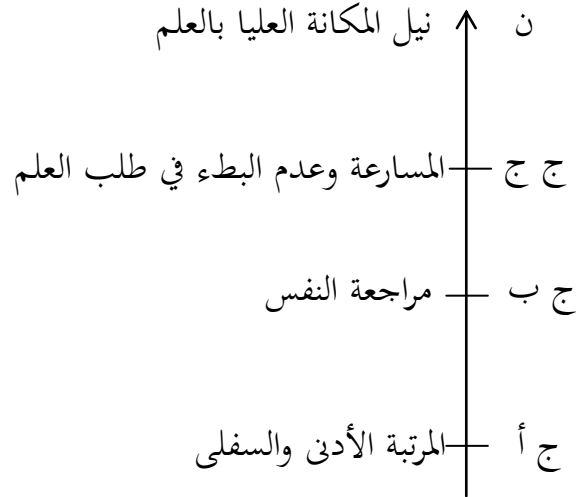 ن نيل المكانة العليا بالعلم
ج ج المسارعة وعدم البطء في طلب العلم
ج ب مراجعة النفس
ج أ المرتبة الأدنى والسفلى